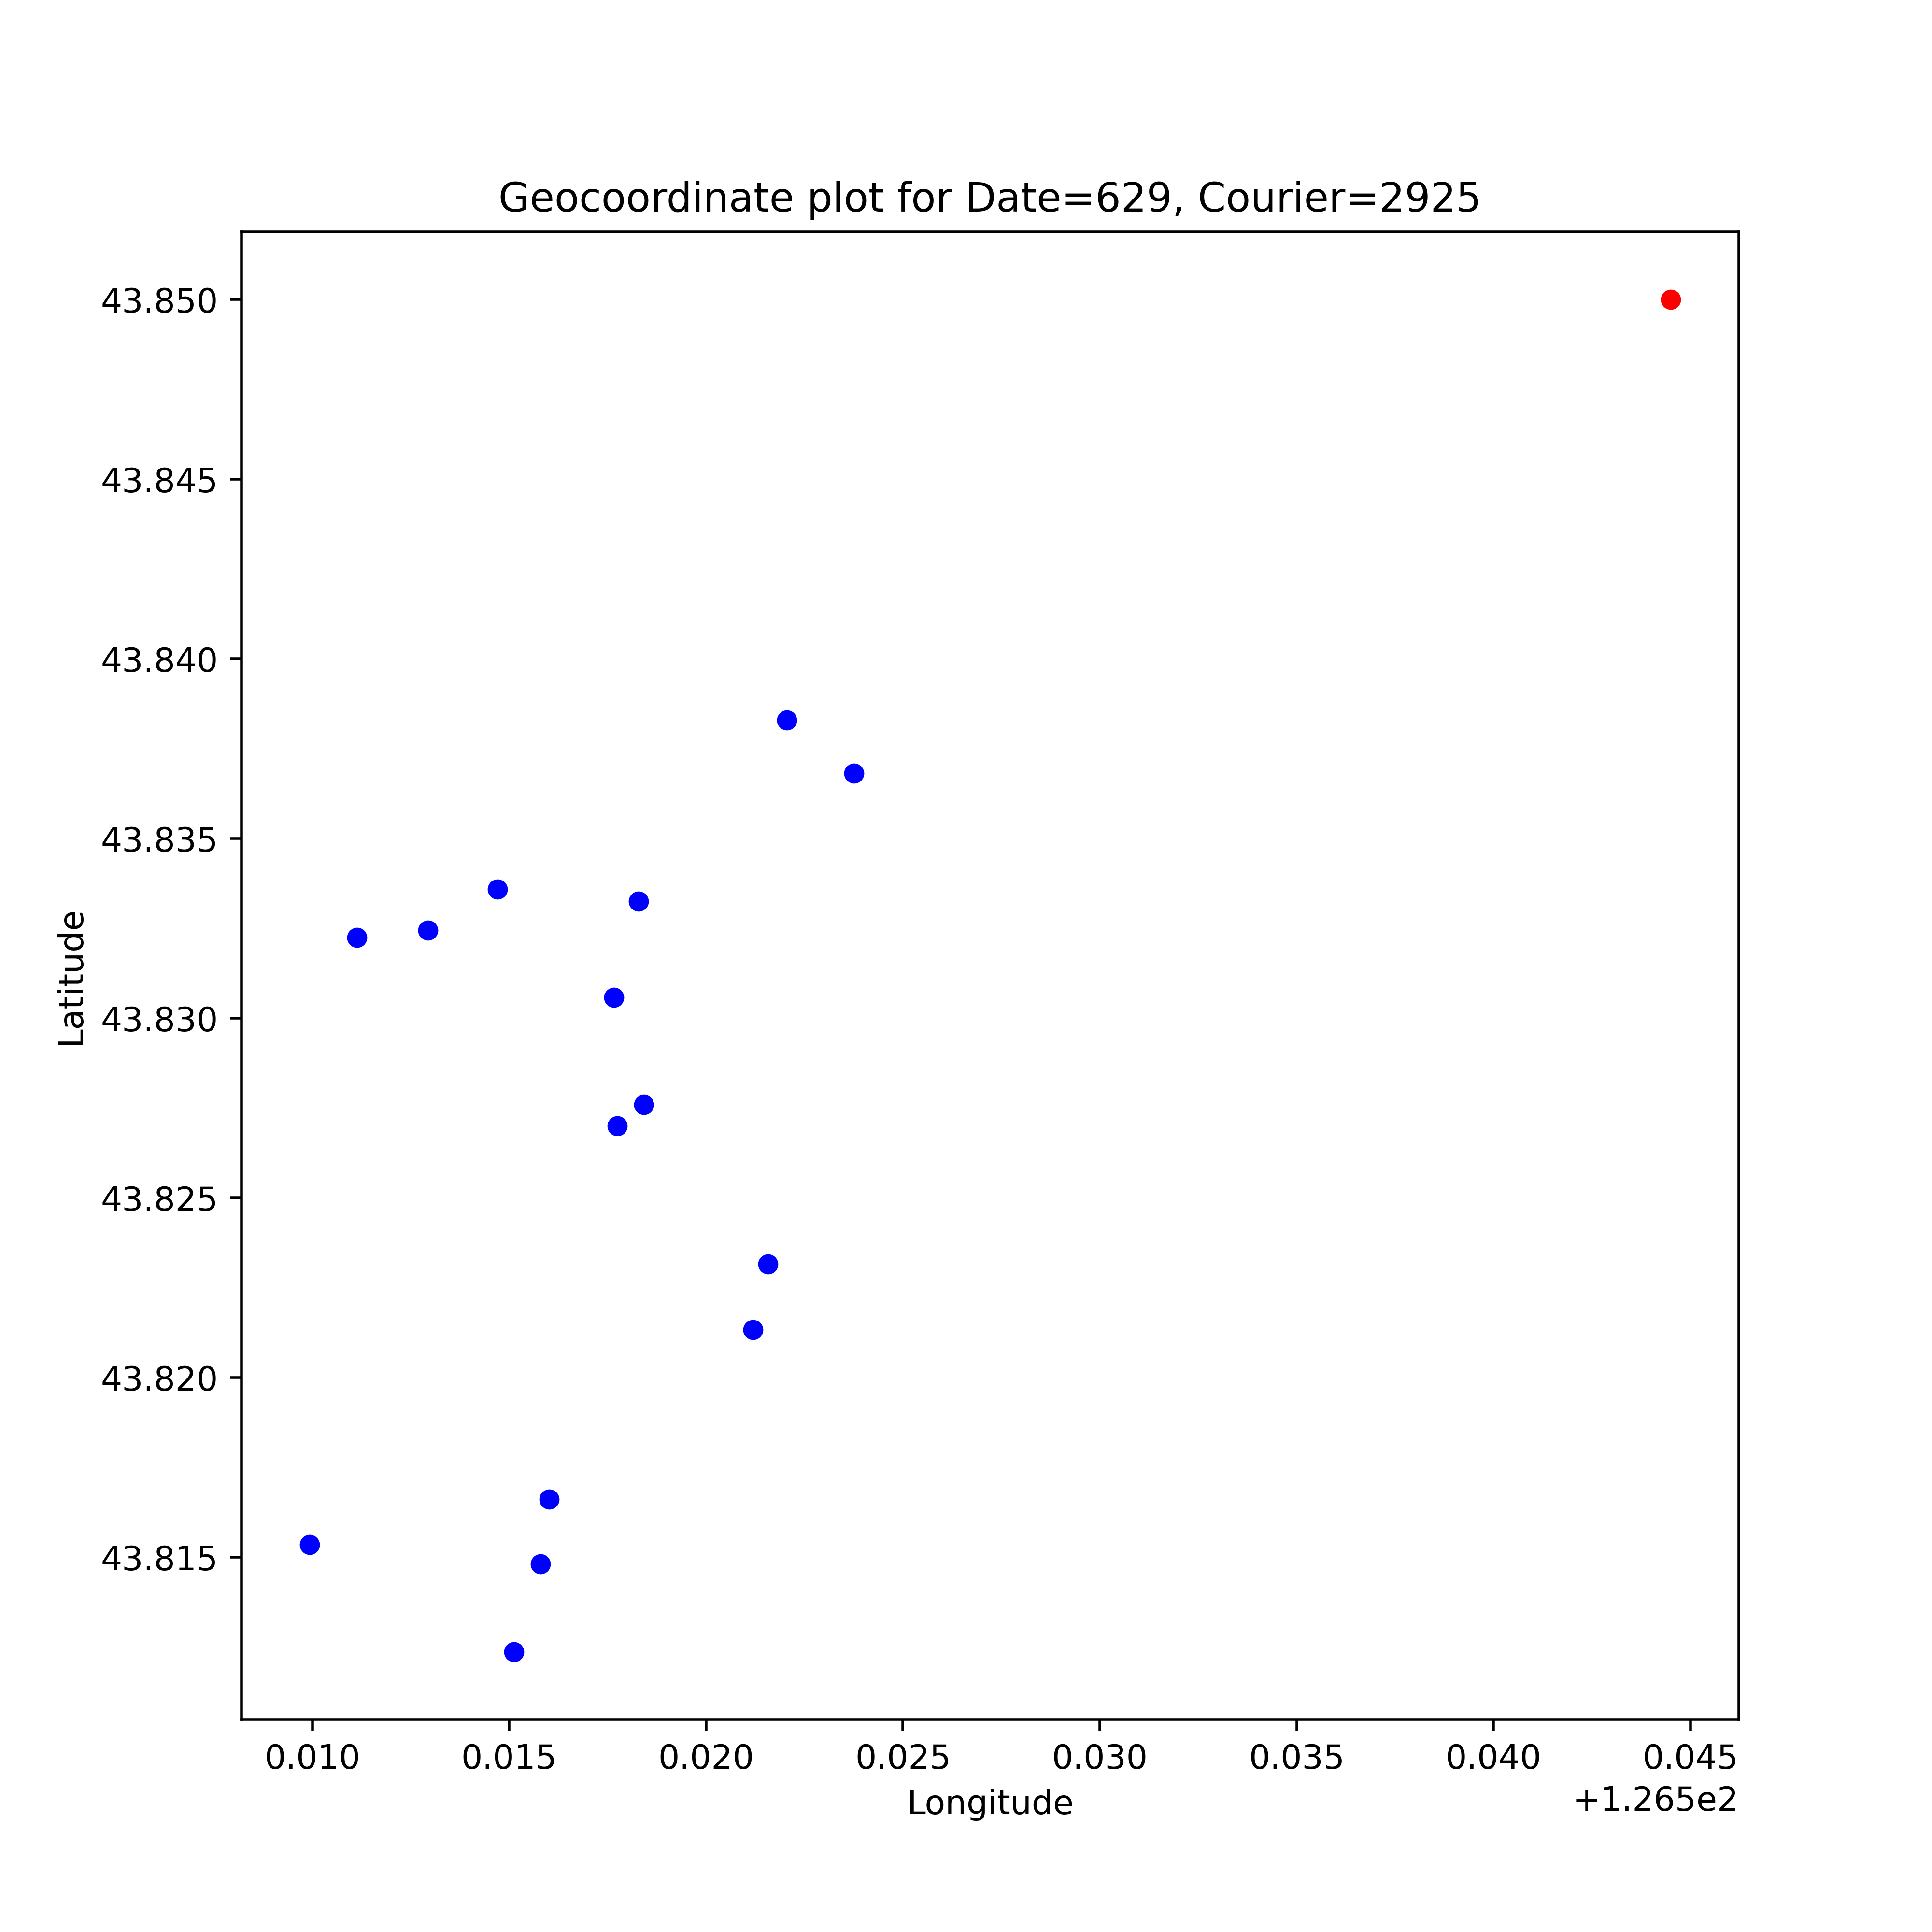 Geocoordinate plot for Date=629, Courier=2925
43.850
43.845
43.840
43.835
43.830
43.825
43.820
43.815
Latitude
0.010 0.015 0.020 0.025 0.030 0.035 0.040 0.045
+1.265e2
Longitude